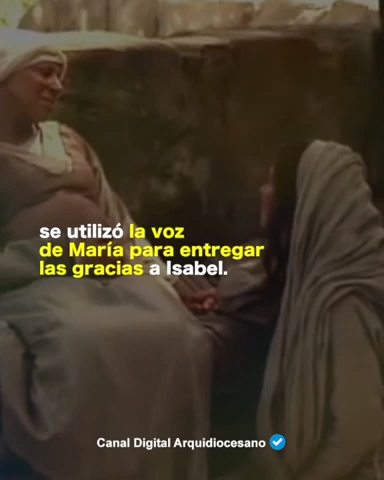 se utilizó la voz
de María para entregar
las gracias a Isabel.
Canal Digital Arquidiocesano